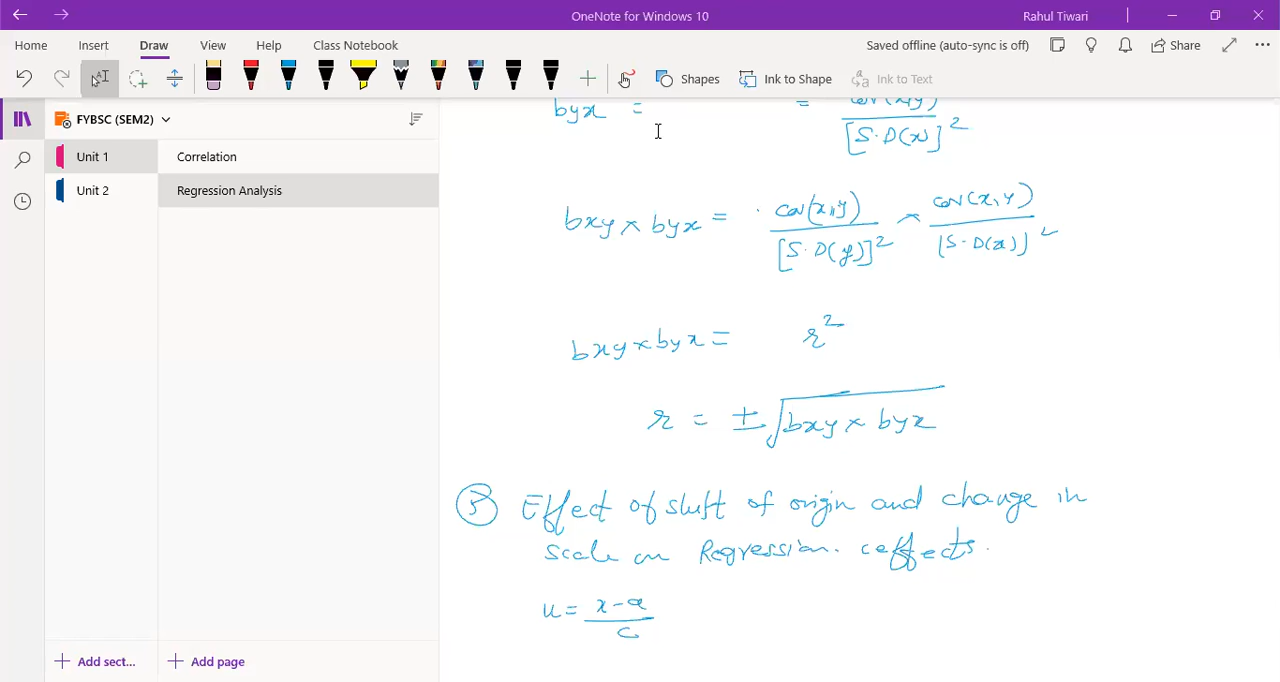 OneNote for Windows 10
Rahul Tiwari
Home Insert Draw View Help Class Notebook
Saved offline (auto-sync is off) Share
Shapes Ink to Shape Ink to Text
FYBSC (SEM2)
Unit 1
Unit 2
Correlation
Regression Analysis
Add sect...
Add page
byx = = cov(x,y) / [S.D(x)]²
bxy × byx = cov(x,y) / [S.D(y)]² × cov(x,y) / [S.D(x)]²
bxy × byx = r²
r = ± √bxy × byx
⑤ Effect of shift of origin and change in
scale on Regression. ceffects.
u = x-a / c